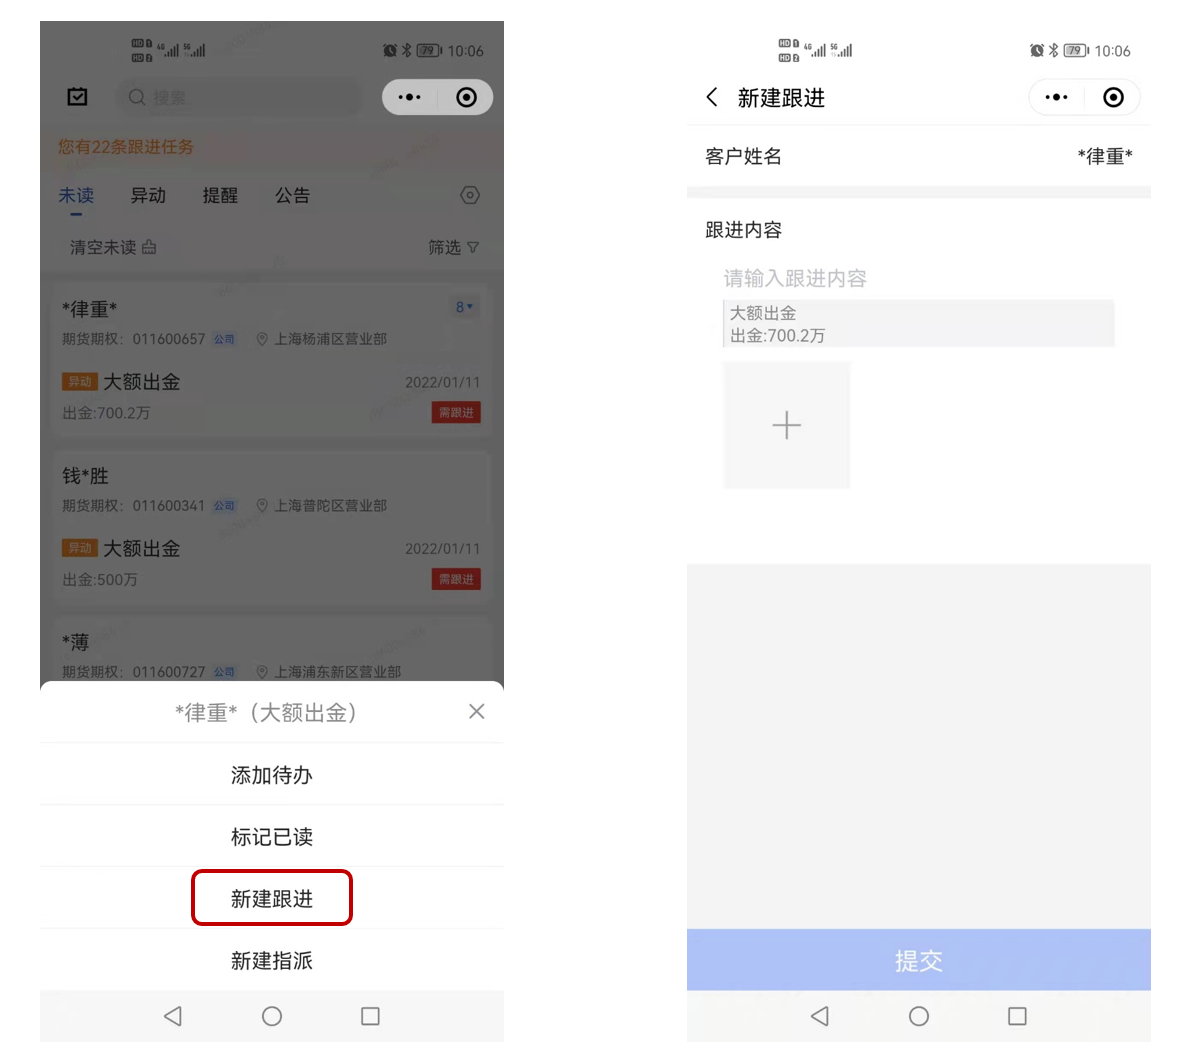 HD 1 4G 5G
HD 2
79 10:06
搜索
您有22条跟进任务
未读 异动 提醒 公告
清空未读 筛选
*律重* 8
期货期权：011600657 公司 上海杨浦区营业部
异动 大额出金 2022/01/11
出金:700.2万 需跟进
钱*胜
期货期权：011600341 公司 上海普陀区营业部
异动 大额出金 2022/01/11
出金:500万 需跟进
*薄
期货期权：011600727 公司 上海浦东新区营业部
*律重*（大额出金）
添加待办
标记已读
新建跟进
新建指派
HD 1 4G 5G
HD 2
79 10:06
新建跟进
客户姓名 *律重*
跟进内容
请输入跟进内容
大额出金
出金:700.2万
提交